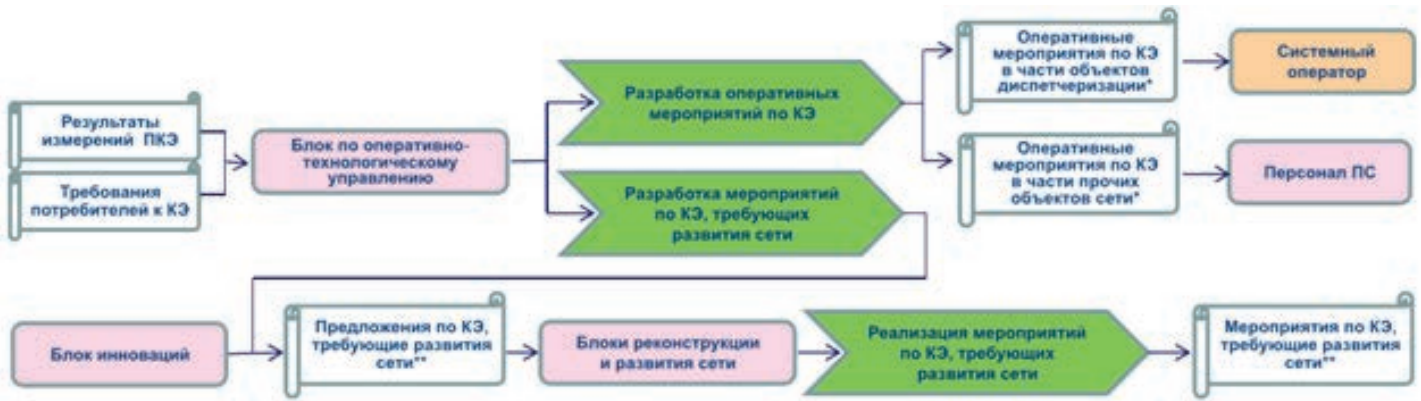 Результаты
измерений ПКЭ
Требования
потребителей к КЭ
Блок по оперативно-
технологическому
управлению
Разработка оперативных
мероприятий по КЭ
Разработка мероприятий
по КЭ, требующих
развития сети
Оперативные
мероприятия по КЭ
в части объектов
диспетчеризации*
Системный
оператор
Оперативные
мероприятия по КЭ
в части прочих
объектов сети*
Персонал ПС
Блок инноваций
Предложения по КЭ,
требующие развития
сети**
Блоки реконструкции
и развития сети
Реализация мероприятий
по КЭ, требующих
развития сети
Мероприятия по КЭ,
требующие развития
сети**